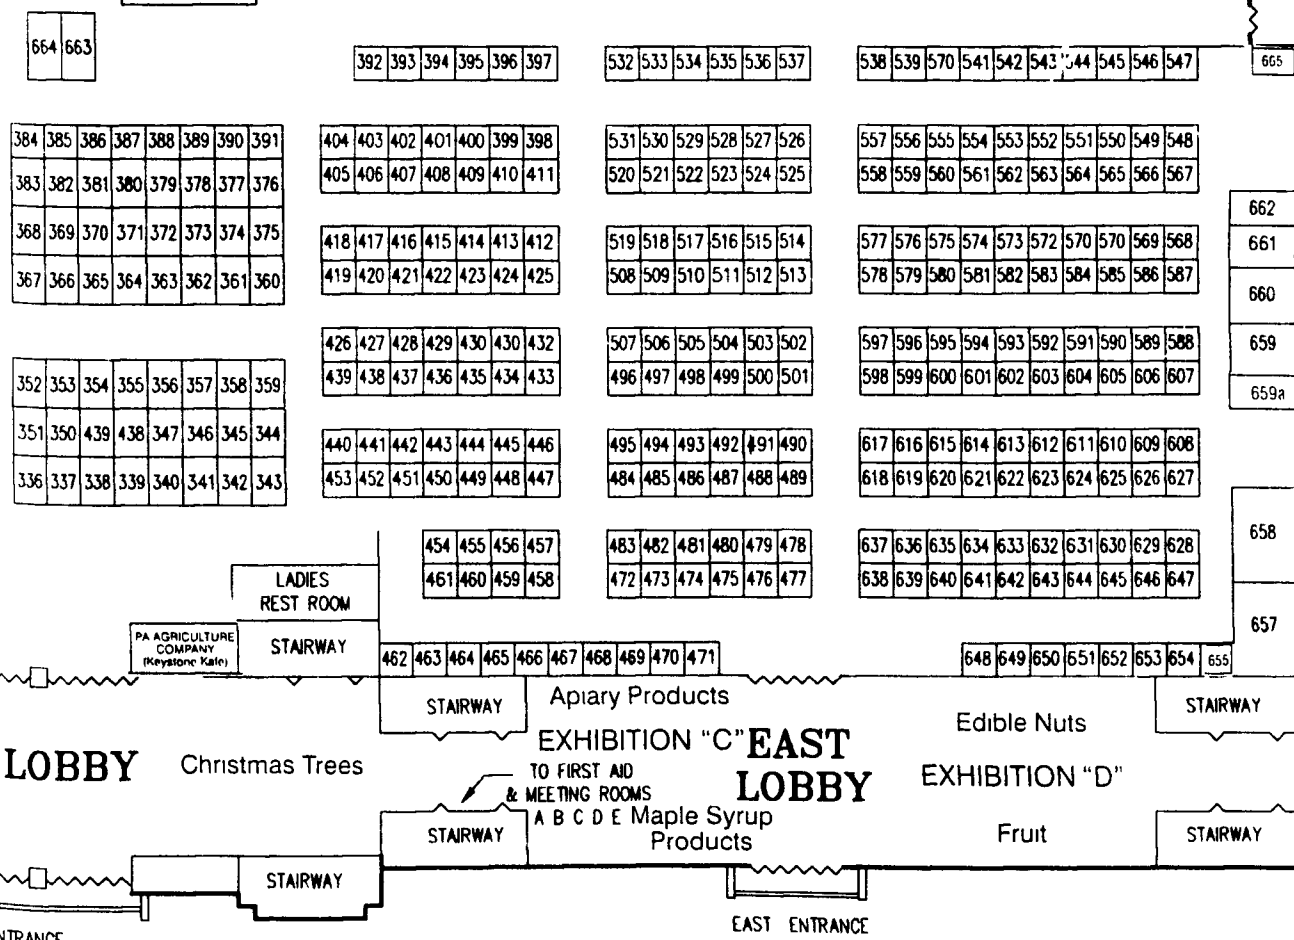 664 663
392 393 394 395 396 397 532 533 534 535 536 537 538 539 570 541 542 543 544 545 546 547 665
384 385 386 387 388 389 390 391 404 403 402 401 400 399 398 531 530 529 528 527 526 557 556 555 554 553 552 551 550 549 548
405 406 407 408 409 410 411 520 521 522 523 524 525 558 559 560 561 562 563 564 565 566 567
383 382 381 380 379 378 377 376
662
368 369 370 371 372 373 374 375 418 417 416 415 414 413 412 519 518 517 516 515 514 577 576 575 574 573 572 570 570 569 568 661
367 366 365 364 363 362 361 360 419 420 421 422 423 424 425 508 509 510 511 512 513 578 579 580 581 582 583 584 585 586 587
660
426 427 428 429 430 430 432 507 506 505 504 503 502 597 596 595 594 593 592 591 590 589 588 659
352 353 354 355 356 357 358 359 439 438 437 436 435 434 433 496 497 498 499 500 501 598 599 600 601 602 603 604 605 606 607
659a
351 350 439 438 347 346 345 344 440 441 442 443 444 445 446 495 494 493 492 491 490 617 616 615 614 613 612 611 610 609 608
336 337 338 339 340 341 342 343 453 452 451 450 449 448 447 484 485 486 487 488 489 618 619 620 621 622 623 624 625 626 627
658
454 455 456 457 483 482 481 480 479 478 637 636 635 634 633 632 631 630 629 628
461 460 459 458 472 473 474 475 476 477 638 639 640 641 642 643 644 645 646 647
LADIES
REST ROOM
657
PA AGRICULTURE
COMPANY
(Keystone Kafe)
STAIRWAY
462 463 464 465 466 467 468 469 470 471 648 649 650 651 652 653 654 655
STAIRWAY Apiary Products Edible Nuts STAIRWAY
EXHIBITION "C" EAST
LOBBY
LOBBY Christmas Trees EXHIBITION "D"
TO FIRST AID
& MEETING ROOMS
A B C D E Maple Syrup
Products
STAIRWAY Fruit STAIRWAY
STAIRWAY
EAST ENTRANCE
NTRANCE